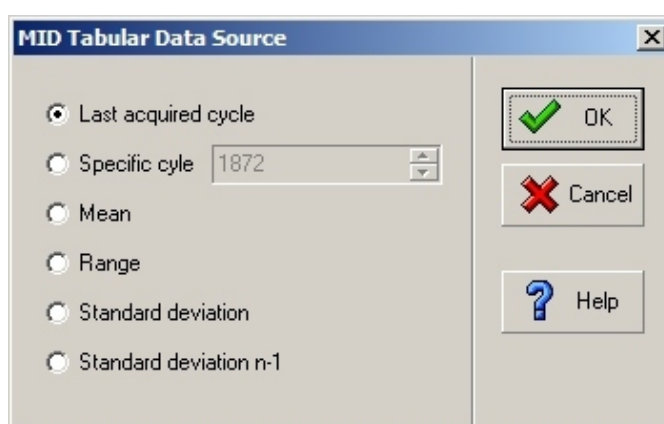 MID Tabular Data Source
Last acquired cycle
Specific cyle 1872
Mean
Range
Standard deviation
Standard deviation n-1
OK
Cancel
Help